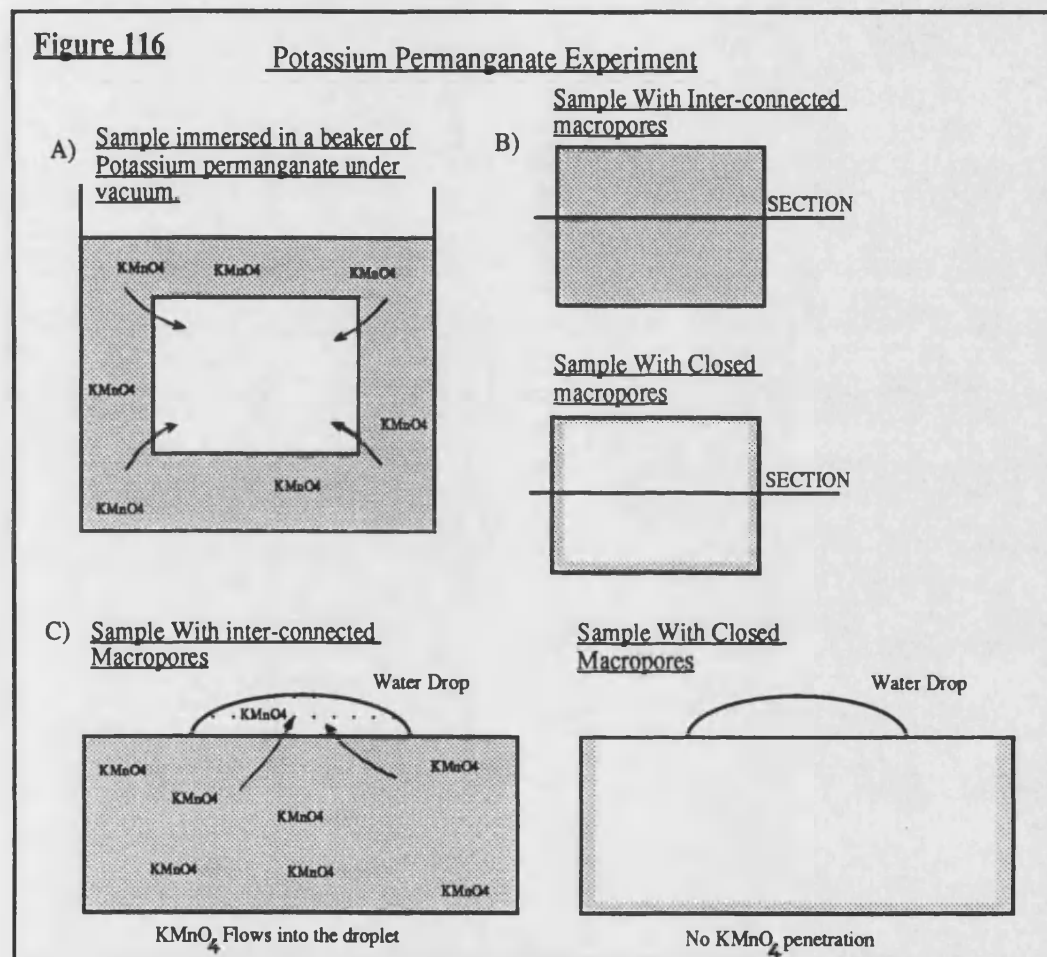 Figure 116
Potassium Permanganate Experiment
A) Sample immersed in a beaker of
Potassium permanganate under
vacuum.
KMnO4
KMnO4
KMnO4
KMnO4
KMnO4
KMnO4
KMnO4
B)
Sample With Inter-connected
macropores
SECTION
Sample With Closed
macropores
SECTION
C) Sample With inter-connected
Macropores
Water Drop
KMnO4
KMnO4
KMnO4
KMnO4
KMnO4
KMnO4
KMnO4
KMnO4
KMnO4 Flows into the droplet
Sample With Closed
Macropores
Water Drop
No KMnO4 penetration